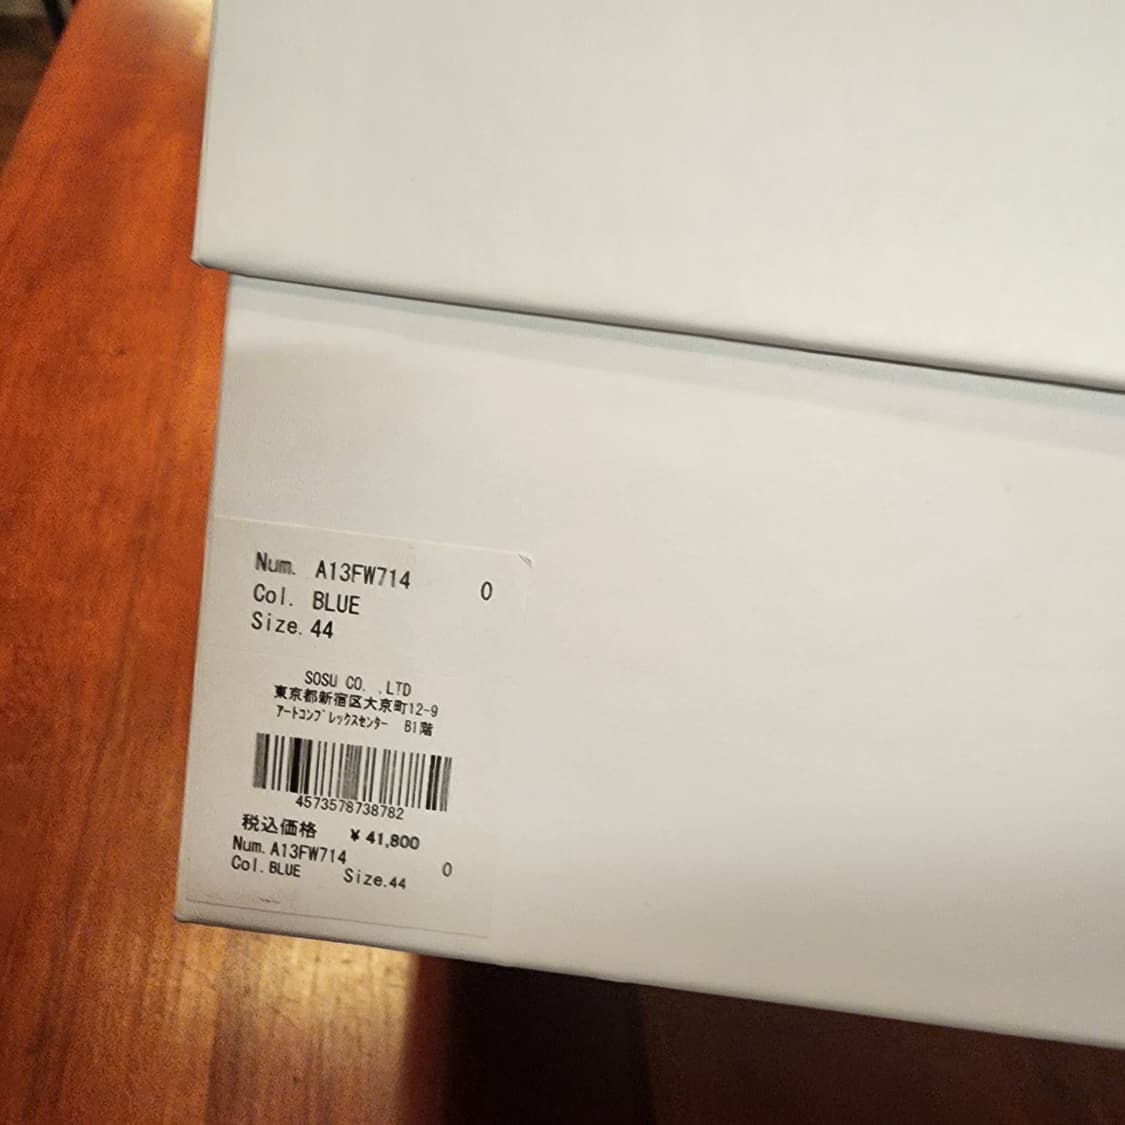 Num. A13FW714 0
Col. BLUE
Size. 44
SOSU CO. ,LTD
東京都新宿区大京町12-9
ｱｰﾄｺﾝﾌﾟﾚｯｸｽｾﾝﾀｰ B1階
4573578738782
税込価格 ¥ 41,800
Num. A13FW714 0
Col. BLUE Size. 44